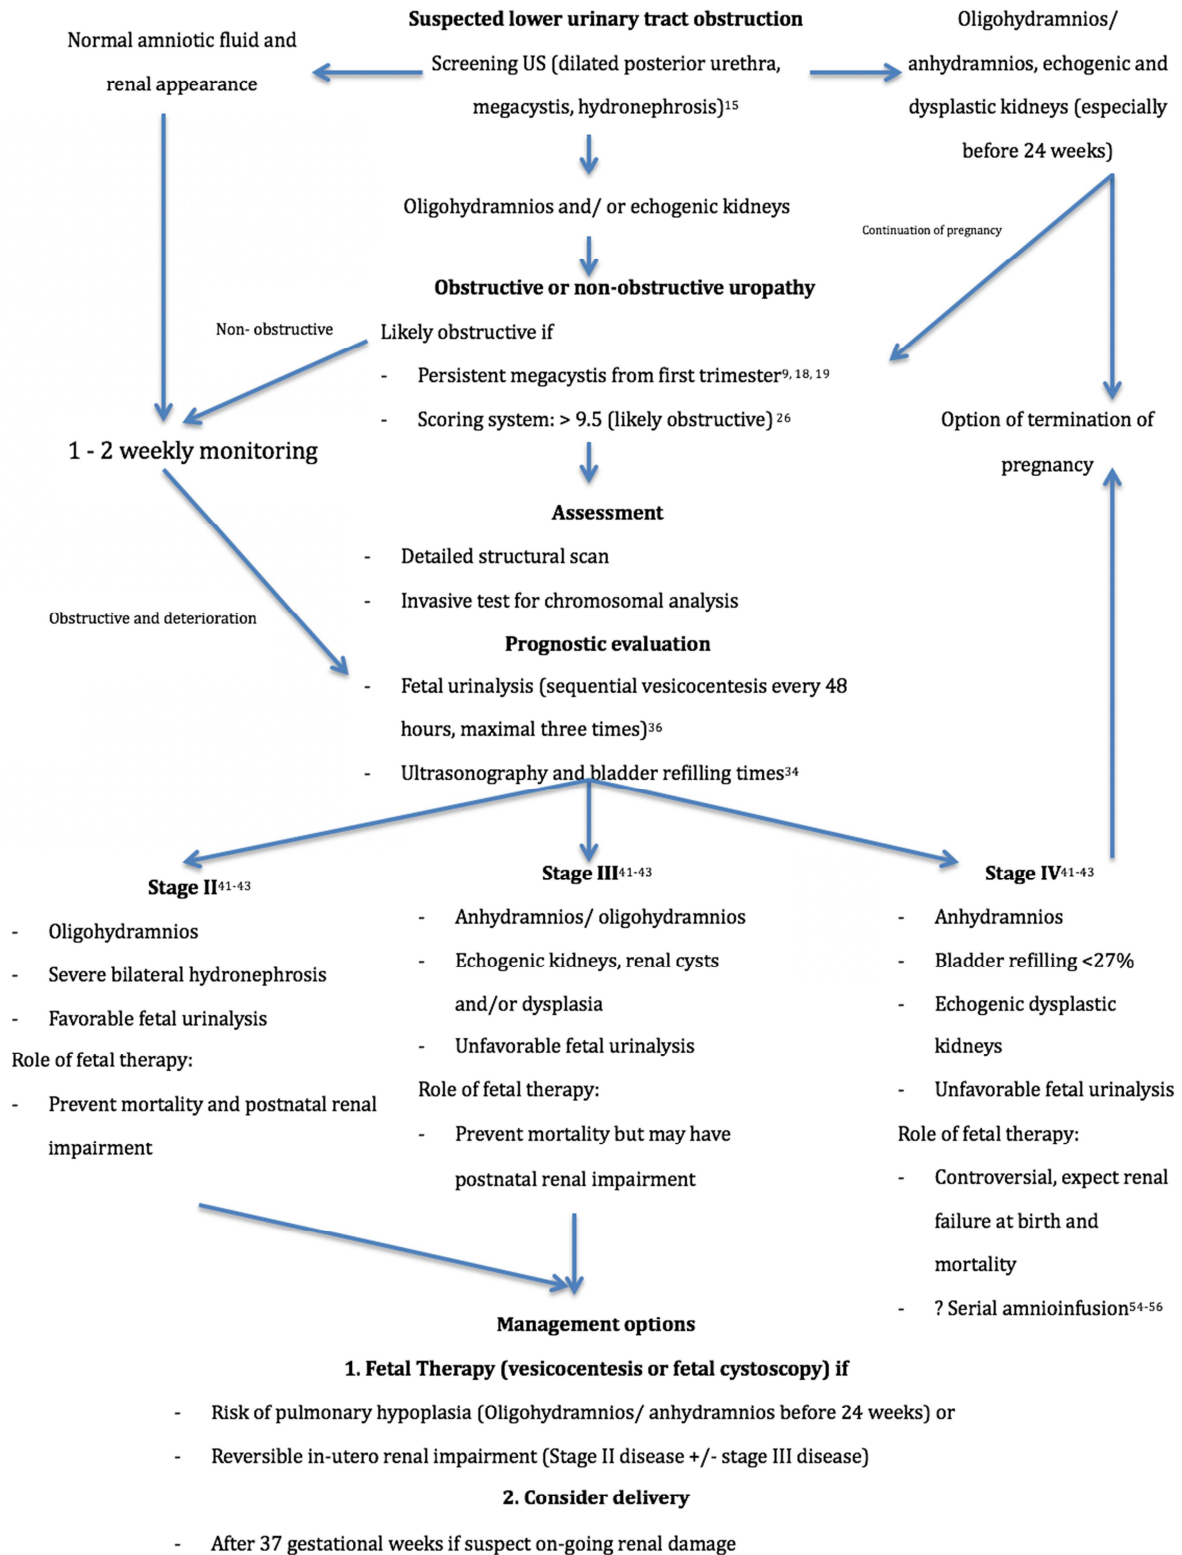 Suspected lower urinary tract obstruction
Screening US (dilated posterior urethra,
megacystis, hydronephrosis)15
Normal amniotic fluid and
renal appearance
Oligohydramnios/
anhydramnios, echogenic and
dysplastic kidneys (especially
before 24 weeks)
Oligohydramnios and/ or echogenic kidneys
Continuation of pregnancy
Obstructive or non-obstructive uropathy
Non- obstructive
Likely obstructive if
- Persistent megacystis from first trimester9, 18, 19
- Scoring system: > 9.5 (likely obstructive) 26
1 - 2 weekly monitoring
Option of termination of
pregnancy
Assessment
- Detailed structural scan
- Invasive test for chromosomal analysis
Obstructive and deterioration
Prognostic evaluation
- Fetal urinalysis (sequential vesicocentesis every 48
hours, maximal three times)36
- Ultrasonography and bladder refilling times34
Stage II41-43
- Oligohydramnios
- Severe bilateral hydronephrosis
- Favorable fetal urinalysis
Role of fetal therapy:
- Prevent mortality and postnatal renal
impairment
Stage III41-43
- Anhydramnios/ oligohydramnios
- Echogenic kidneys, renal cysts
and/or dysplasia
- Unfavorable fetal urinalysis
Role of fetal therapy:
- Prevent mortality but may have
postnatal renal impairment
Stage IV41-43
- Anhydramnios
- Bladder refilling <27%
- Echogenic dysplastic
kidneys
- Unfavorable fetal urinalysis
Role of fetal therapy:
- Controversial, expect renal
failure at birth and
mortality
- ? Serial amnioinfusion54-56
Management options
1. Fetal Therapy (vesicocentesis or fetal cystoscopy) if
- Risk of pulmonary hypoplasia (Oligohydramnios/ anhydramnios before 24 weeks) or
- Reversible in-utero renal impairment (Stage II disease +/- stage III disease)
2. Consider delivery
- After 37 gestational weeks if suspect on-going renal damage